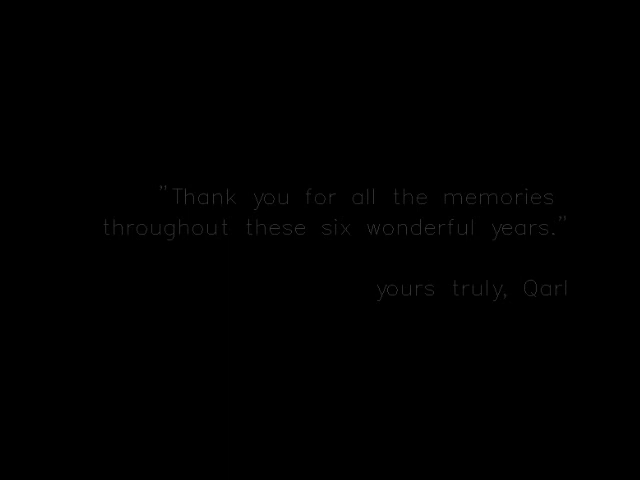 "Thank you for all the memories
throughout these six wonderful years."
yours truly, Qarl